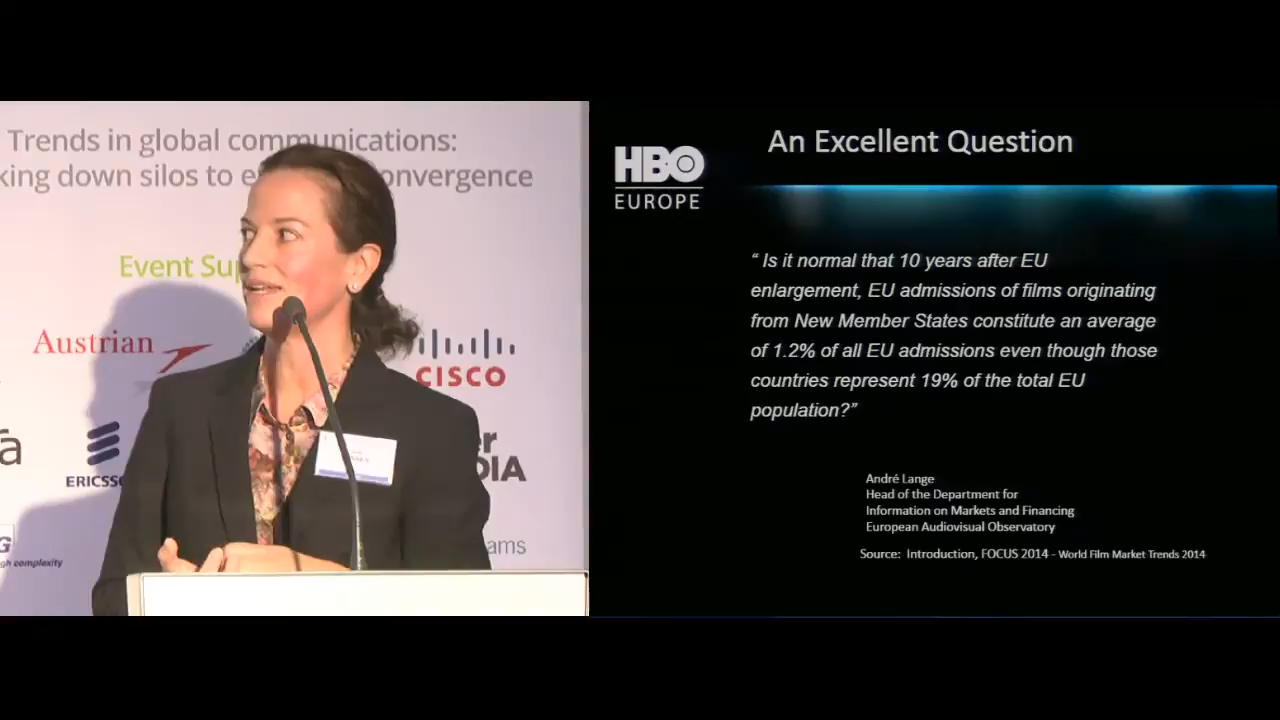 Trends in global communications:
king down silos to e onvergence
Event Sup
Austrian
CISCO
ERICSS
er
DIA
G
gh complexity
ams
HBO
EUROPE
An Excellent Question
“ Is it normal that 10 years after EU
enlargement, EU admissions of films originating
from New Member States constitute an average
of 1.2% of all EU admissions even though those
countries represent 19% of the total EU
population?”
André Lange
Head of the Department for
Information on Markets and Financing
European Audiovisual Observatory
Source: Introduction, FOCUS 2014 - World Film Market Trends 2014